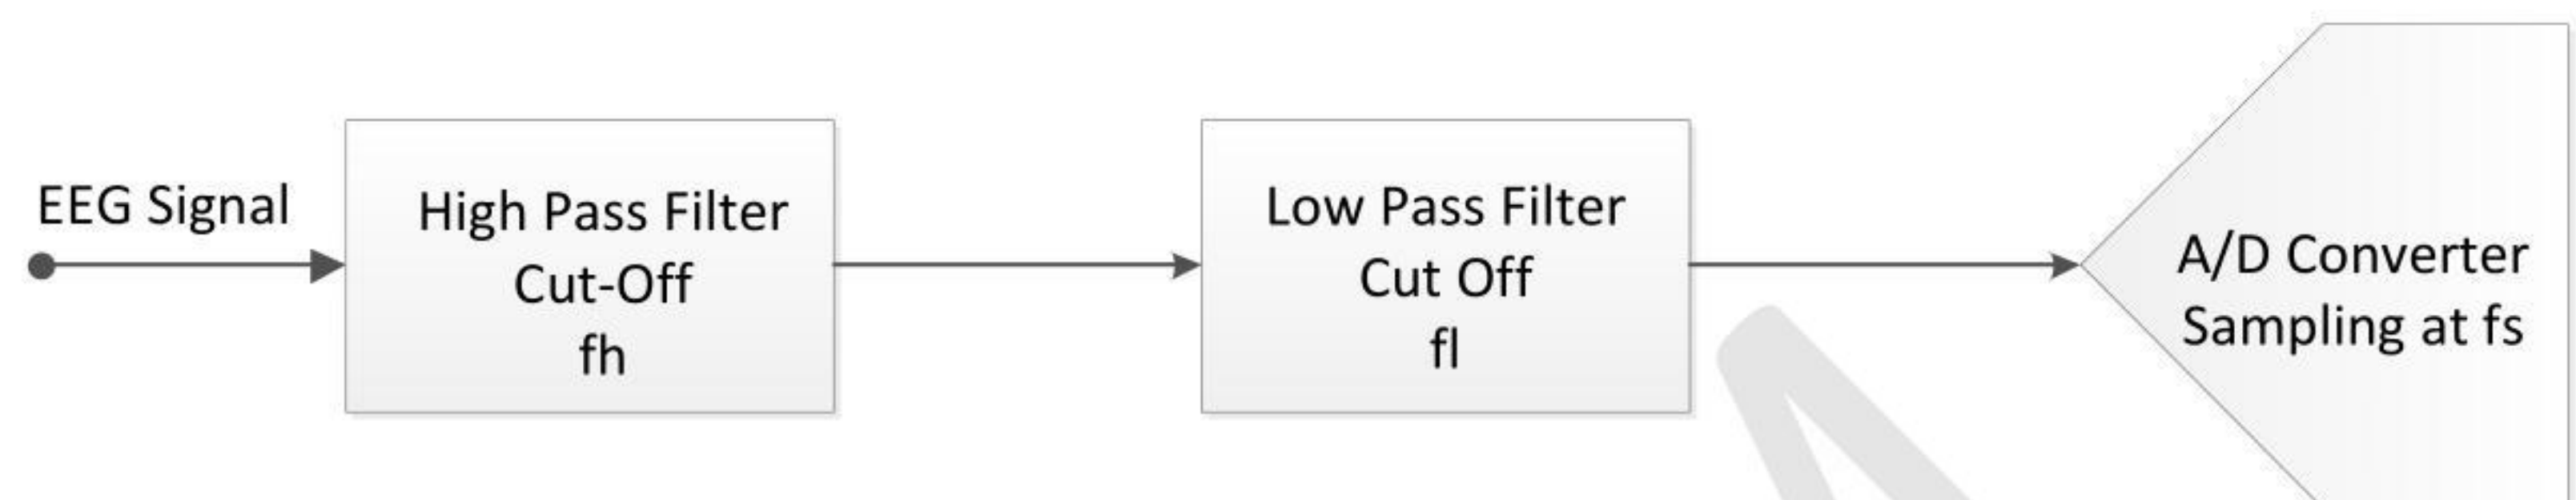 EEG Signal
High Pass Filter
Cut-Off
fh
Low Pass Filter
Cut Off
fl
A/D Converter
Sampling at fs